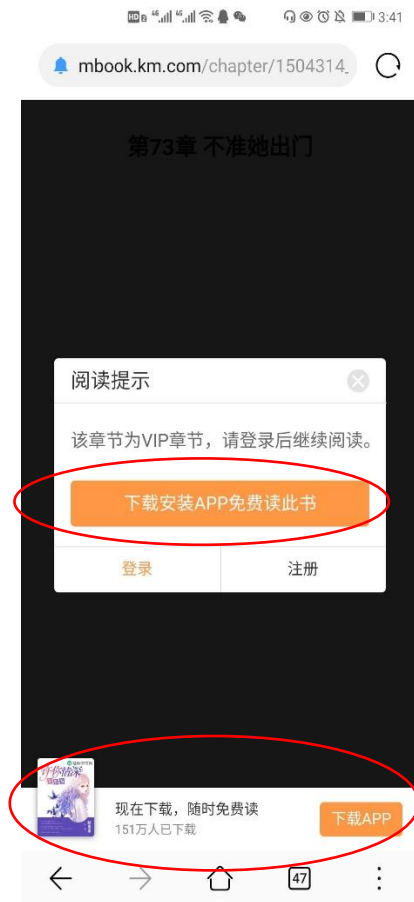 3:41
mbook.km.com/chapter/1504314_
第73章 不准她出门
阅读提示
该章节为VIP章节，请登录后继续阅读。
下载安装APP免费读此书
登录
注册
现在下载，随时免费读
151万人已下载
下载APP
47